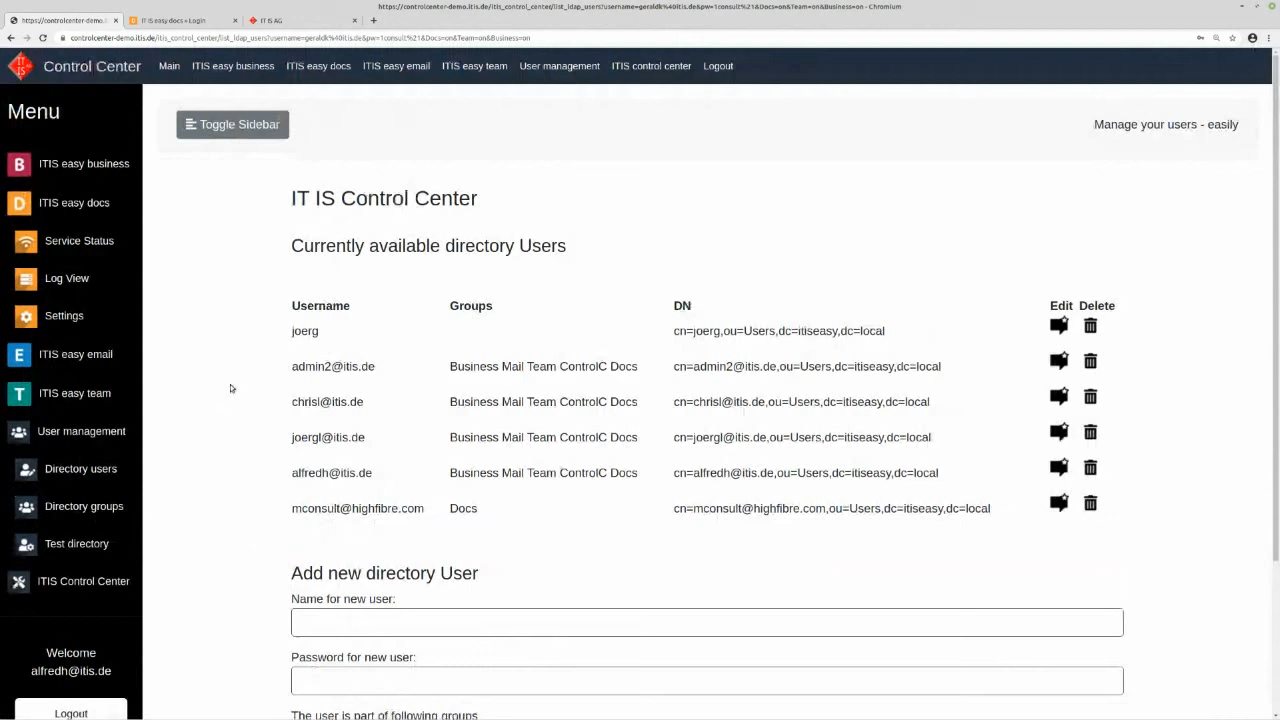 https://controlcenter-demo.itis.de/itis_control_center/list_ldap_users?username=geraldk%40itis.de&pw=1consult%21&Docs=on&Team=on&Business=on - Chromium
https://controlcenter-demo.
IT IS easy docs • Login
IT IS AG
controlcenter-demo.itis.de/itis_control_center/list_ldap_users?username=geraldk%40itis.de&pw=1consult%21&Docs=on&Team=on&Business=on
IT IS
Control Center
Main
ITIS easy business
ITIS easy docs
ITIS easy email
ITIS easy team
User management
ITIS control center
Logout
Menu
B ITIS easy business
D ITIS easy docs
Service Status
Log View
Settings
E ITIS easy email
T ITIS easy team
User management
Directory users
Directory groups
Test directory
ITIS Control Center
Welcome
alfredh@itis.de
Logout
Toggle Sidebar
Manage your users - easily
IT IS Control Center
Currently available directory Users
Username Groups DN Edit Delete
joerg cn=joerg,ou=Users,dc=itiseasy,dc=local
admin2@itis.de Business Mail Team ControlC Docs cn=admin2@itis.de,ou=Users,dc=itiseasy,dc=local
chrisl@itis.de Business Mail Team ControlC Docs cn=chrisl@itis.de,ou=Users,dc=itiseasy,dc=local
joergl@itis.de Business Mail Team ControlC Docs cn=joergl@itis.de,ou=Users,dc=itiseasy,dc=local
alfredh@itis.de Business Mail Team ControlC Docs cn=alfredh@itis.de,ou=Users,dc=itiseasy,dc=local
mconsult@highfibre.com Docs cn=mconsult@highfibre.com,ou=Users,dc=itiseasy,dc=local
Add new directory User
Name for new user:
Password for new user:
The user is part of following groups